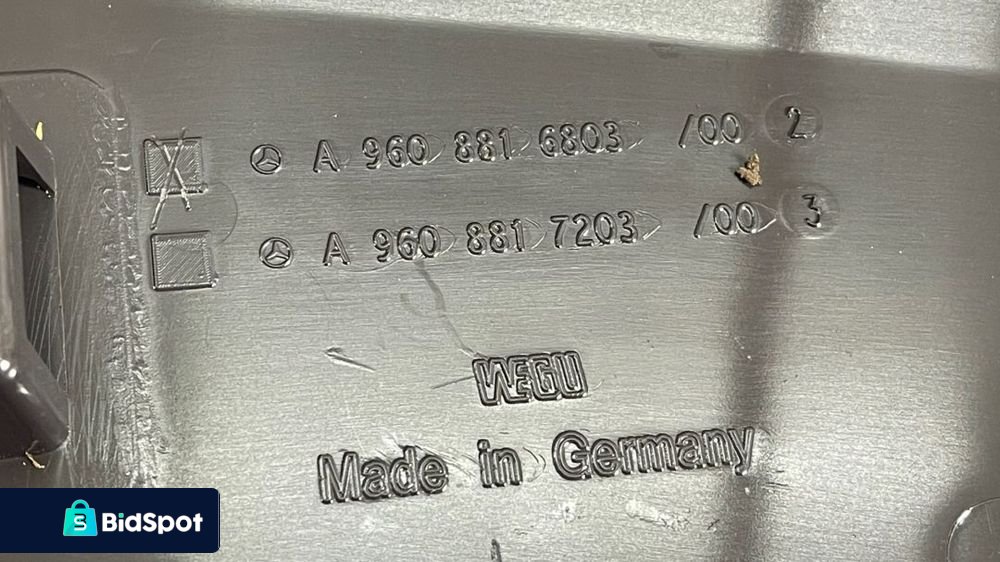 A 960 881 6803 /00 2
A 960 881 7203 /00 3
WEGU
Made in Germany
BidSpot